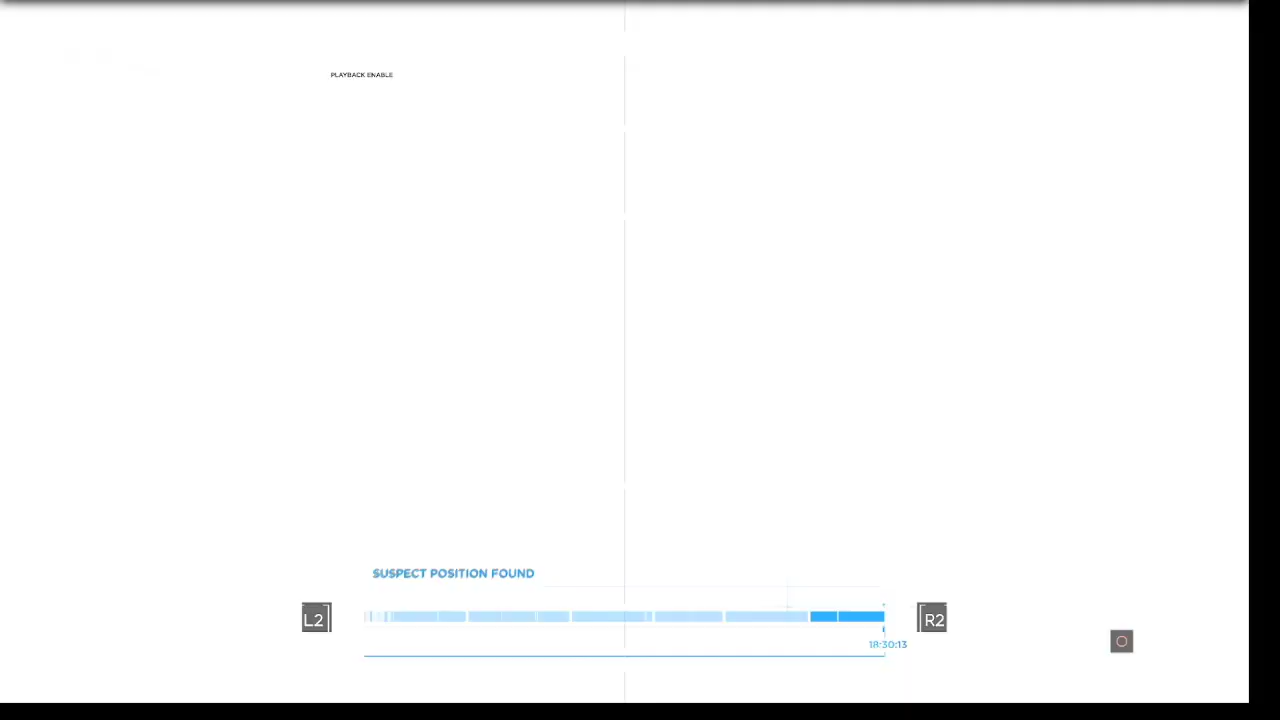 PLAYBACK ENABLE
SUSPECT POSITION FOUND
L2
R2
18:30:13